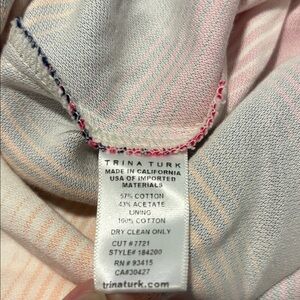 TRINA TURK
MADE IN CALIFORNIA
USA OF IMPORTED
MATERIALS
57% COTTON
43% ACETATE
LINING
100% COTTON
DRY CLEAN ONLY
CUT # 7721
STYLE# 184200
RN # 93415
CA#30427
trinaturk.com